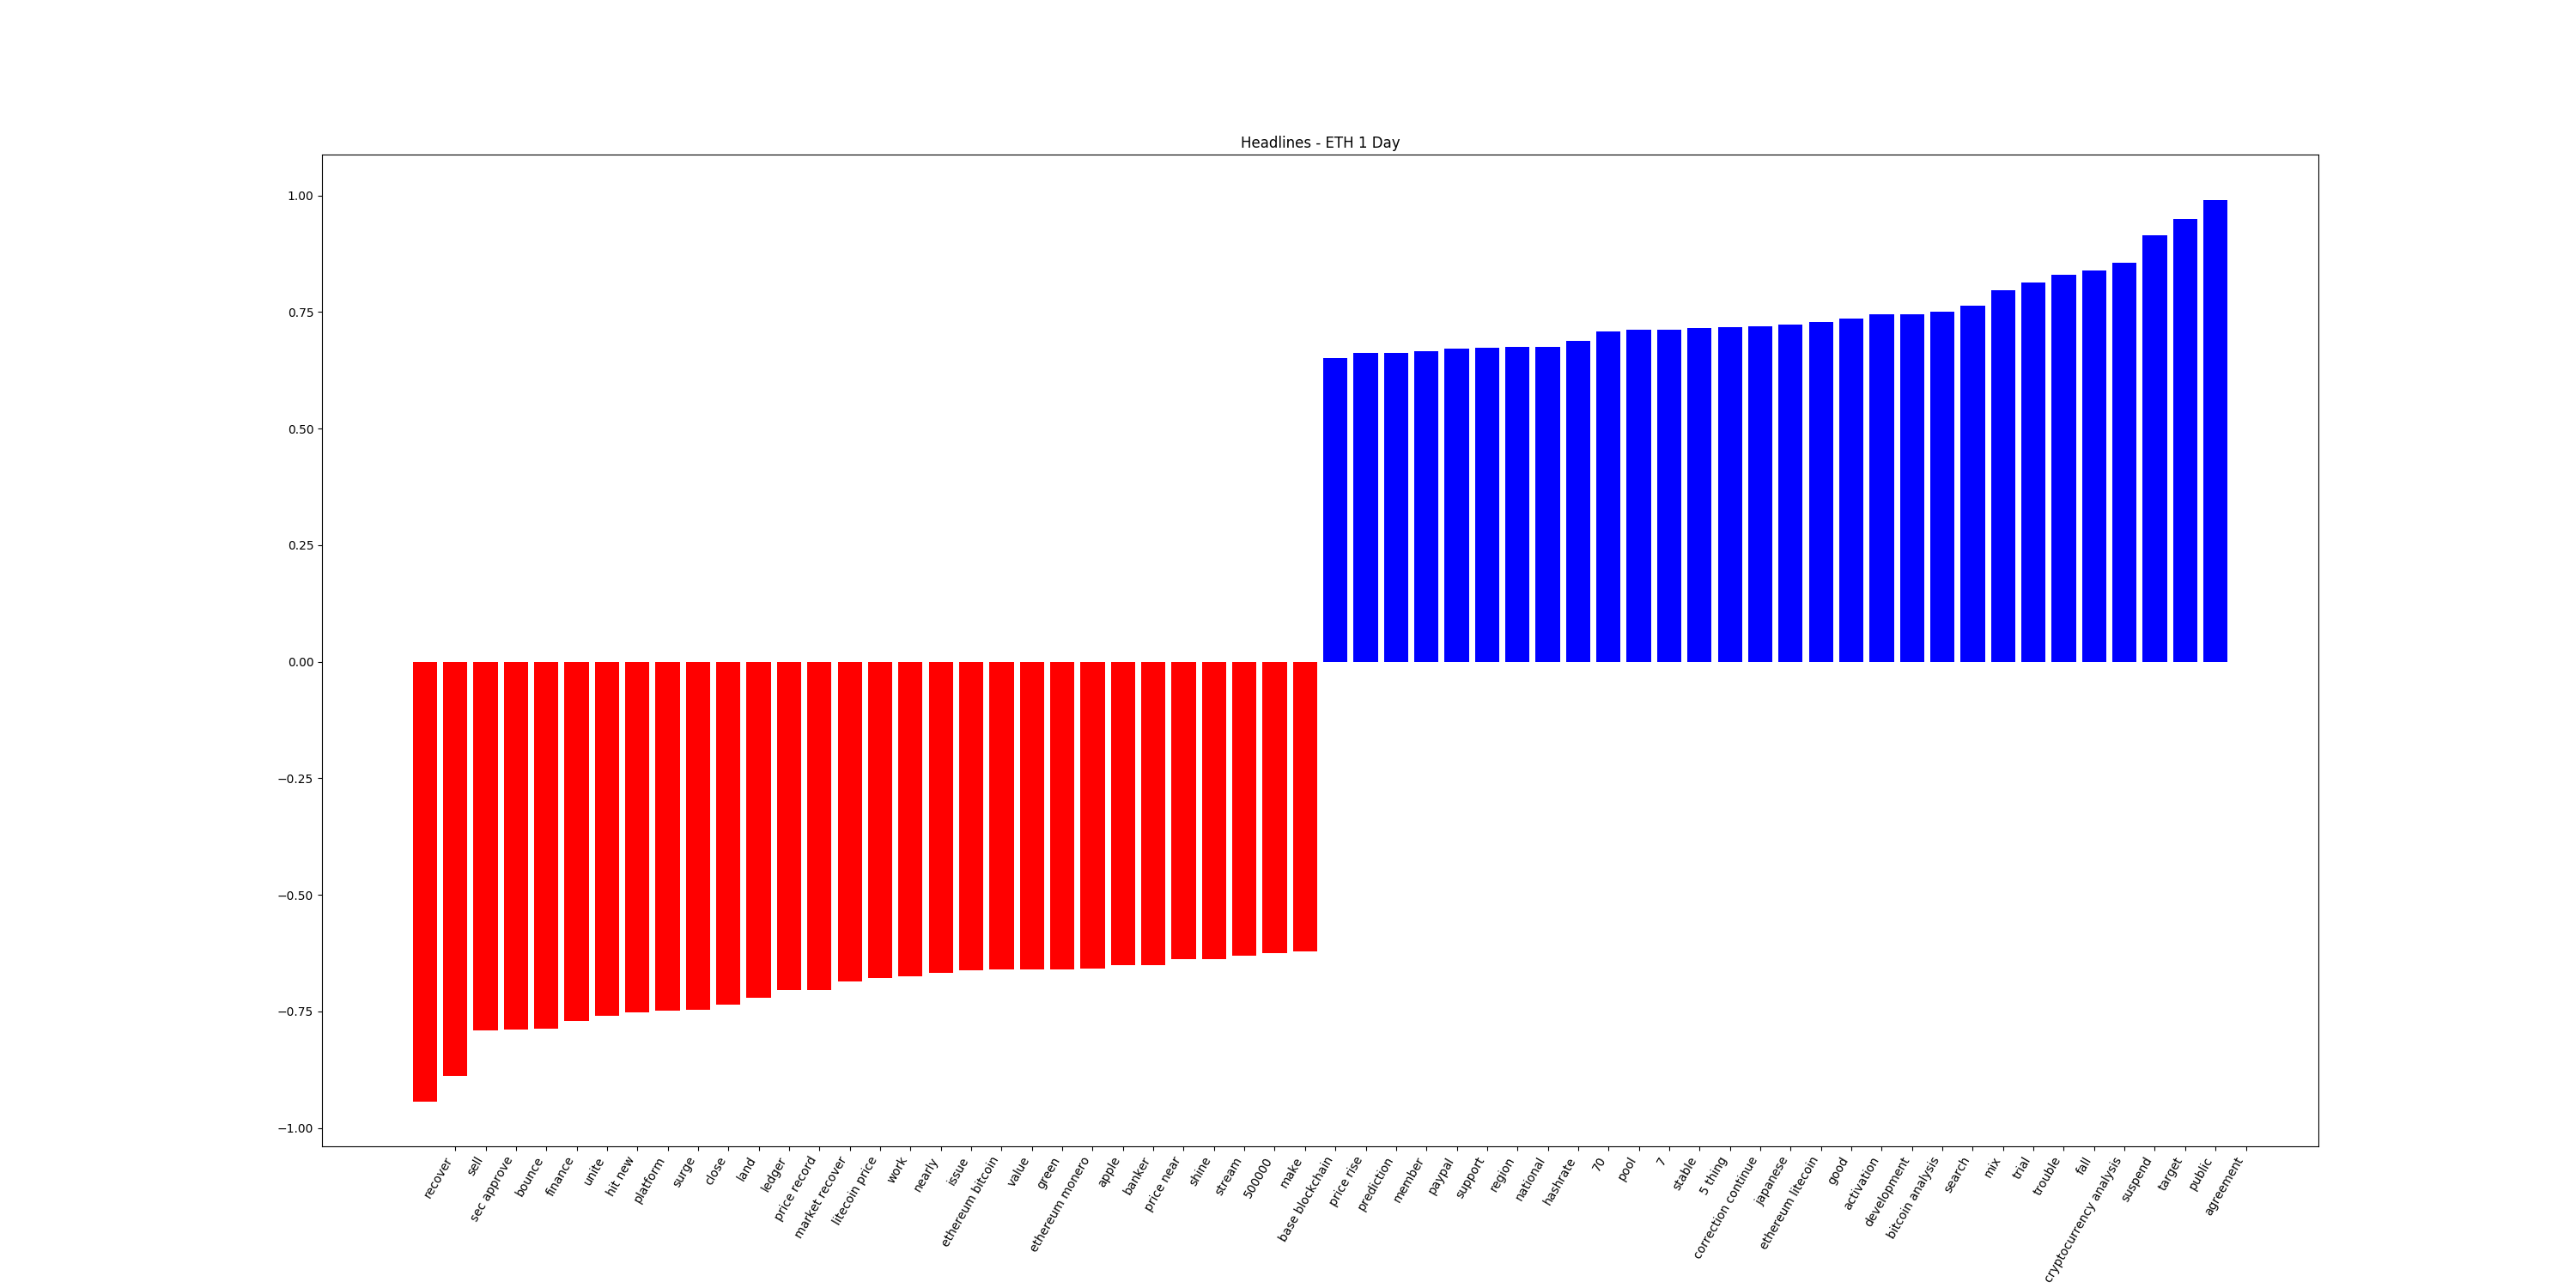 Headlines - ETH 1 Day
1.00
0.75
0.50
0.25
0.00
−0.25
−0.50
−0.75
−1.00
recover
sell
sec approve
bounce
finance
unite
hit new
platform
surge
close
land
ledger
price record
market recover
litecoin price
work
nearly
issue
ethereum bitcoin
value
green
ethereum monero
apple
banker
price near
shine
stream
500000
make
base blockchain
price rise
prediction
member
paypal
support
region
national
hashrate
70
pool
7
stable
5 thing
correction continue
japanese
ethereum litecoin
good
activation
development
bitcoin analysis
search
mix
trial
trouble
fall
cryptocurrency analysis
suspend
target
public
agreement